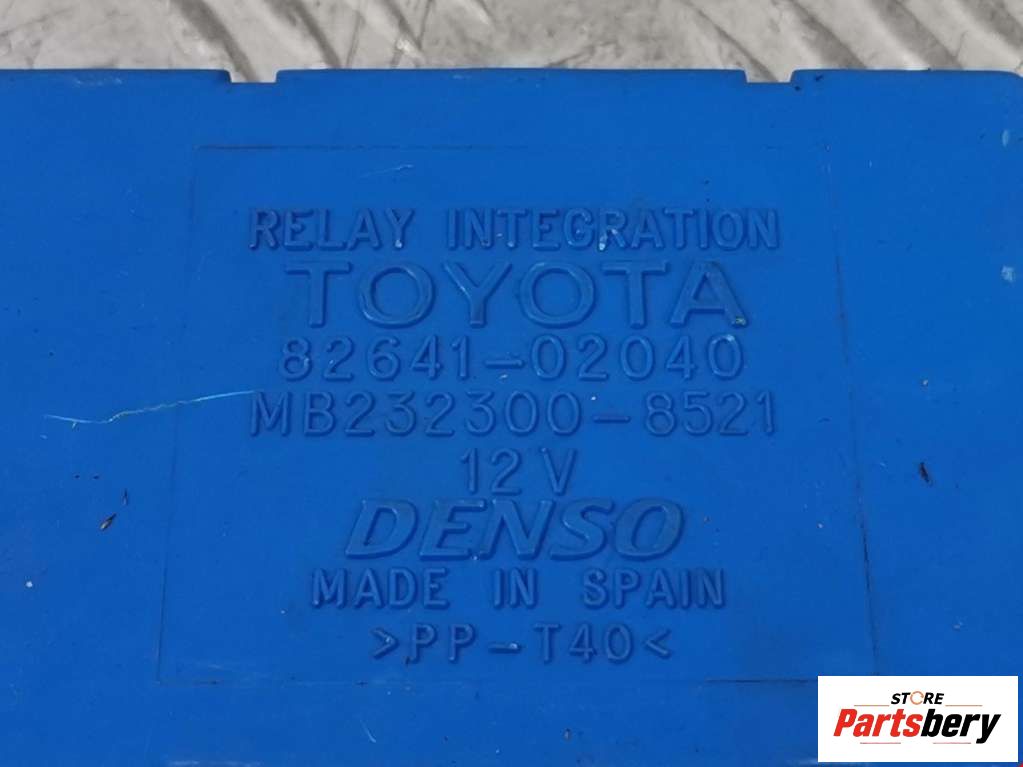 RELAY INTEGRATION
TOYOTA
82641-02040
MB232300-8521
12V
DENSO
MADE IN SPAIN
>PP-T40<
STORE
Partsbery